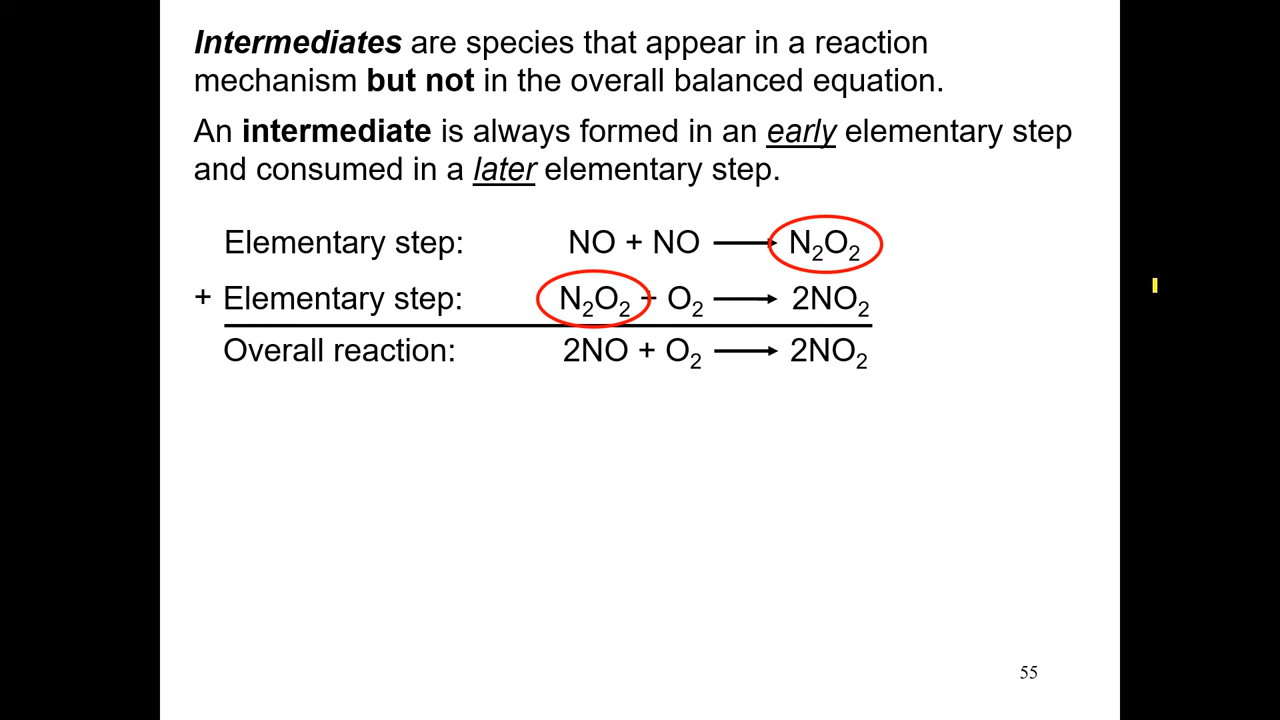 Intermediates are species that appear in a reaction
mechanism but not in the overall balanced equation.
An intermediate is always formed in an early elementary step
and consumed in a later elementary step.
Elementary step: NO + NO ⟶ N₂O₂
+ Elementary step: N₂O₂ + O₂ ⟶ 2NO₂
Overall reaction: 2NO + O₂ ⟶ 2NO₂
55